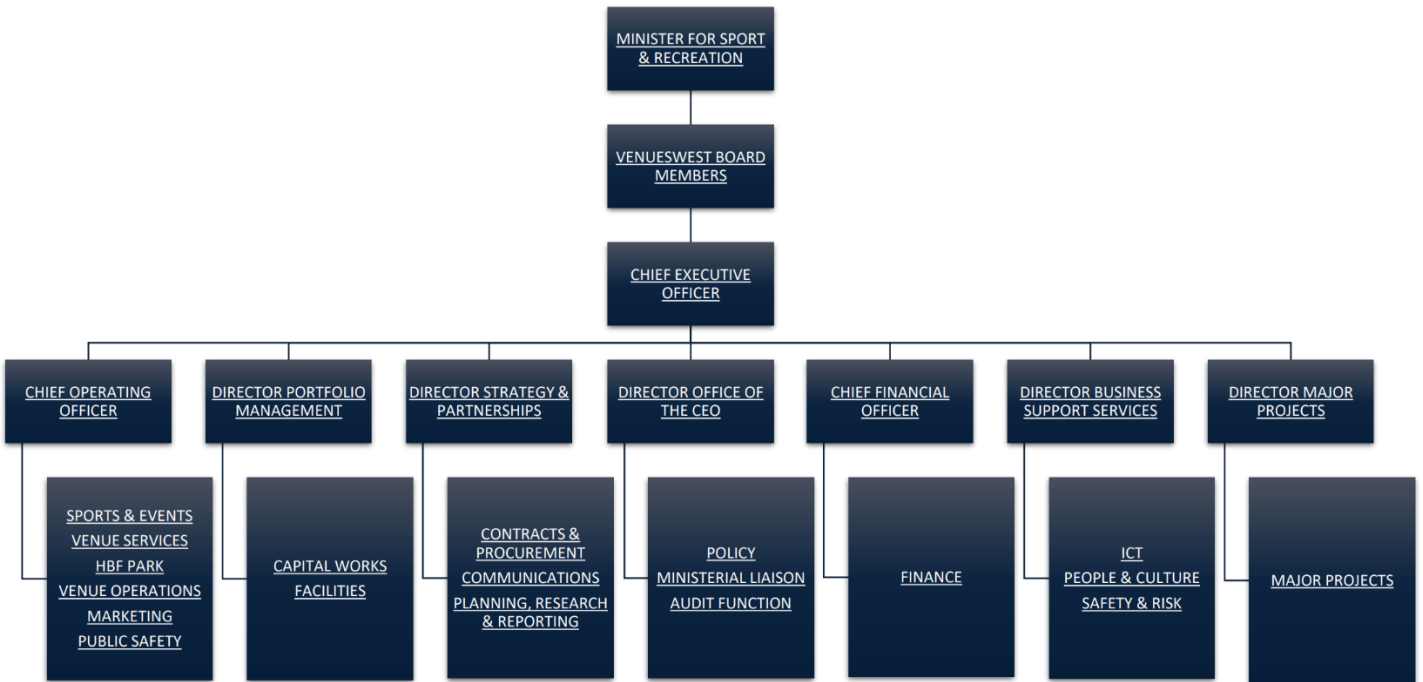 MINISTER FOR SPORT
& RECREATION
VENUESWEST BOARD
MEMBERS
CHIEF EXECUTIVE
OFFICER
CHIEF OPERATING
OFFICER
DIRECTOR PORTFOLIO
MANAGEMENT
DIRECTOR STRATEGY &
PARTNERSHIPS
DIRECTOR OFFICE OF
THE CEO
CHIEF FINANCIAL
OFFICER
DIRECTOR BUSINESS
SUPPORT SERVICES
DIRECTOR MAJOR
PROJECTS
SPORTS & EVENTS
VENUE SERVICES
HBF PARK
VENUE OPERATIONS
MARKETING
PUBLIC SAFETY
CAPITAL WORKS
FACILITIES
CONTRACTS &
PROCUREMENT
COMMUNICATIONS
PLANNING, RESEARCH
& REPORTING
POLICY
MINISTERIAL LIAISON
AUDIT FUNCTION
FINANCE
ICT
PEOPLE & CULTURE
SAFETY & RISK
MAJOR PROJECTS